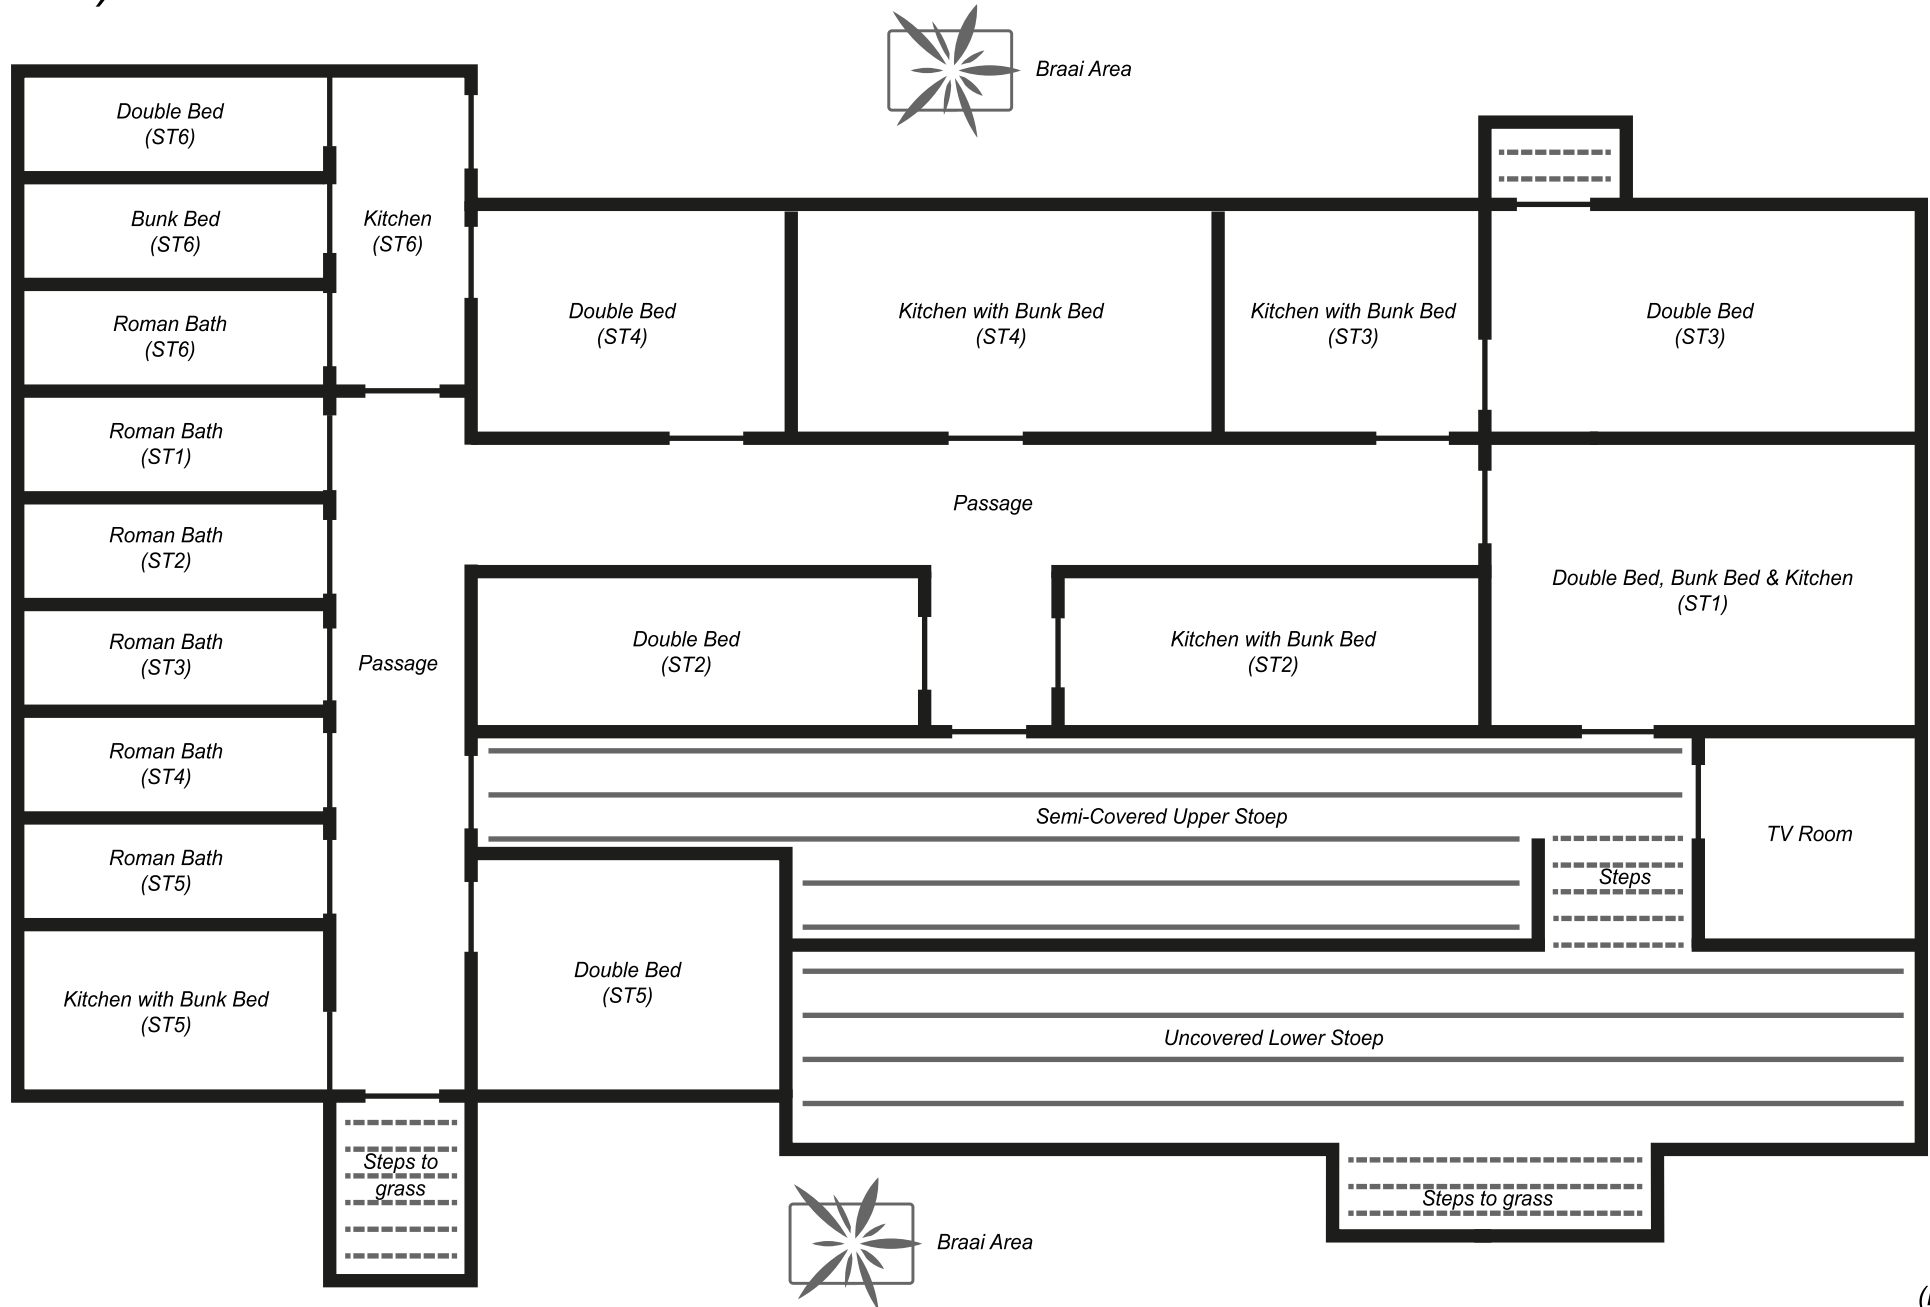 Braai Area
Double Bed
(ST6)
Bunk Bed
(ST6)
Kitchen
(ST6)
Roman Bath
(ST6)
Double Bed
(ST4)
Kitchen with Bunk Bed
(ST4)
Kitchen with Bunk Bed
(ST3)
Double Bed
(ST3)
Roman Bath
(ST1)
Passage
Roman Bath
(ST2)
Double Bed, Bunk Bed & Kitchen
(ST1)
Roman Bath
(ST3)
Passage
Double Bed
(ST2)
Kitchen with Bunk Bed
(ST2)
Roman Bath
(ST4)
Semi-Covered Upper Stoep
TV Room
Steps
Roman Bath
(ST5)
Kitchen with Bunk Bed
(ST5)
Double Bed
(ST5)
Uncovered Lower Stoep
Steps to
grass
Steps to grass
Braai Area